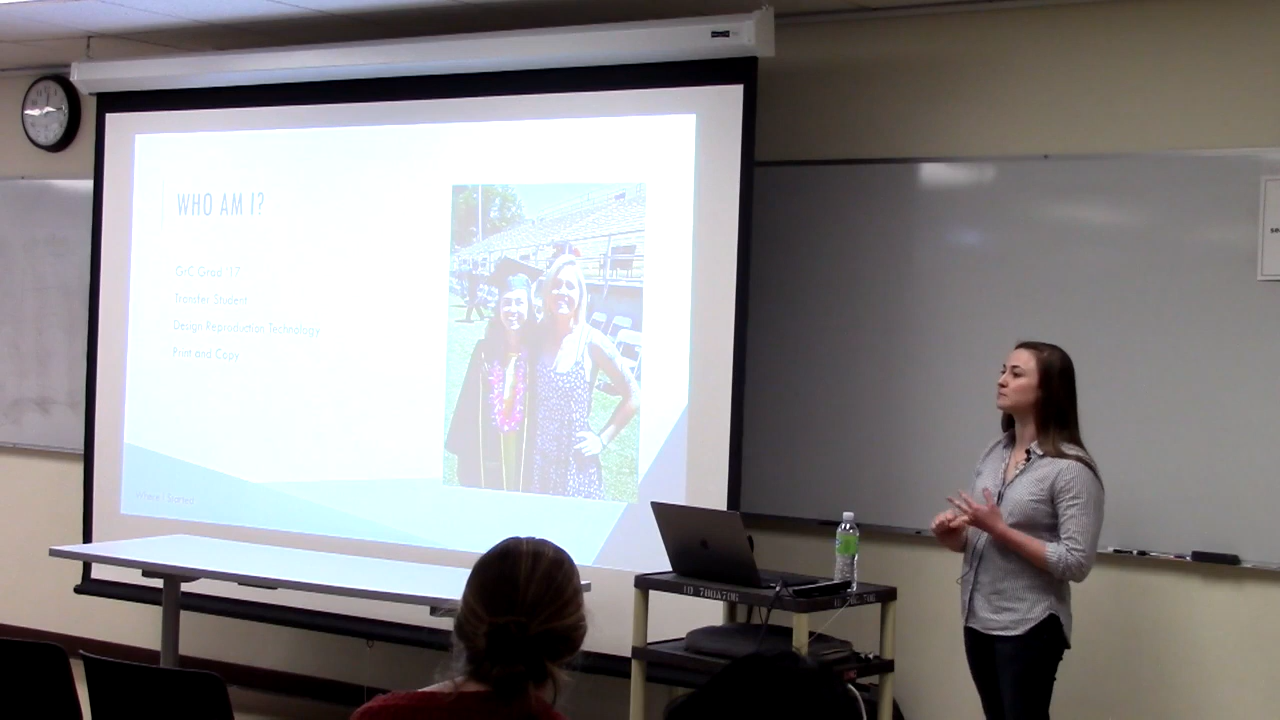 WHO AM I?
GrC Grad '17
Transfer Student
Design Reproduction Technology
Print and Copy
Where I Started